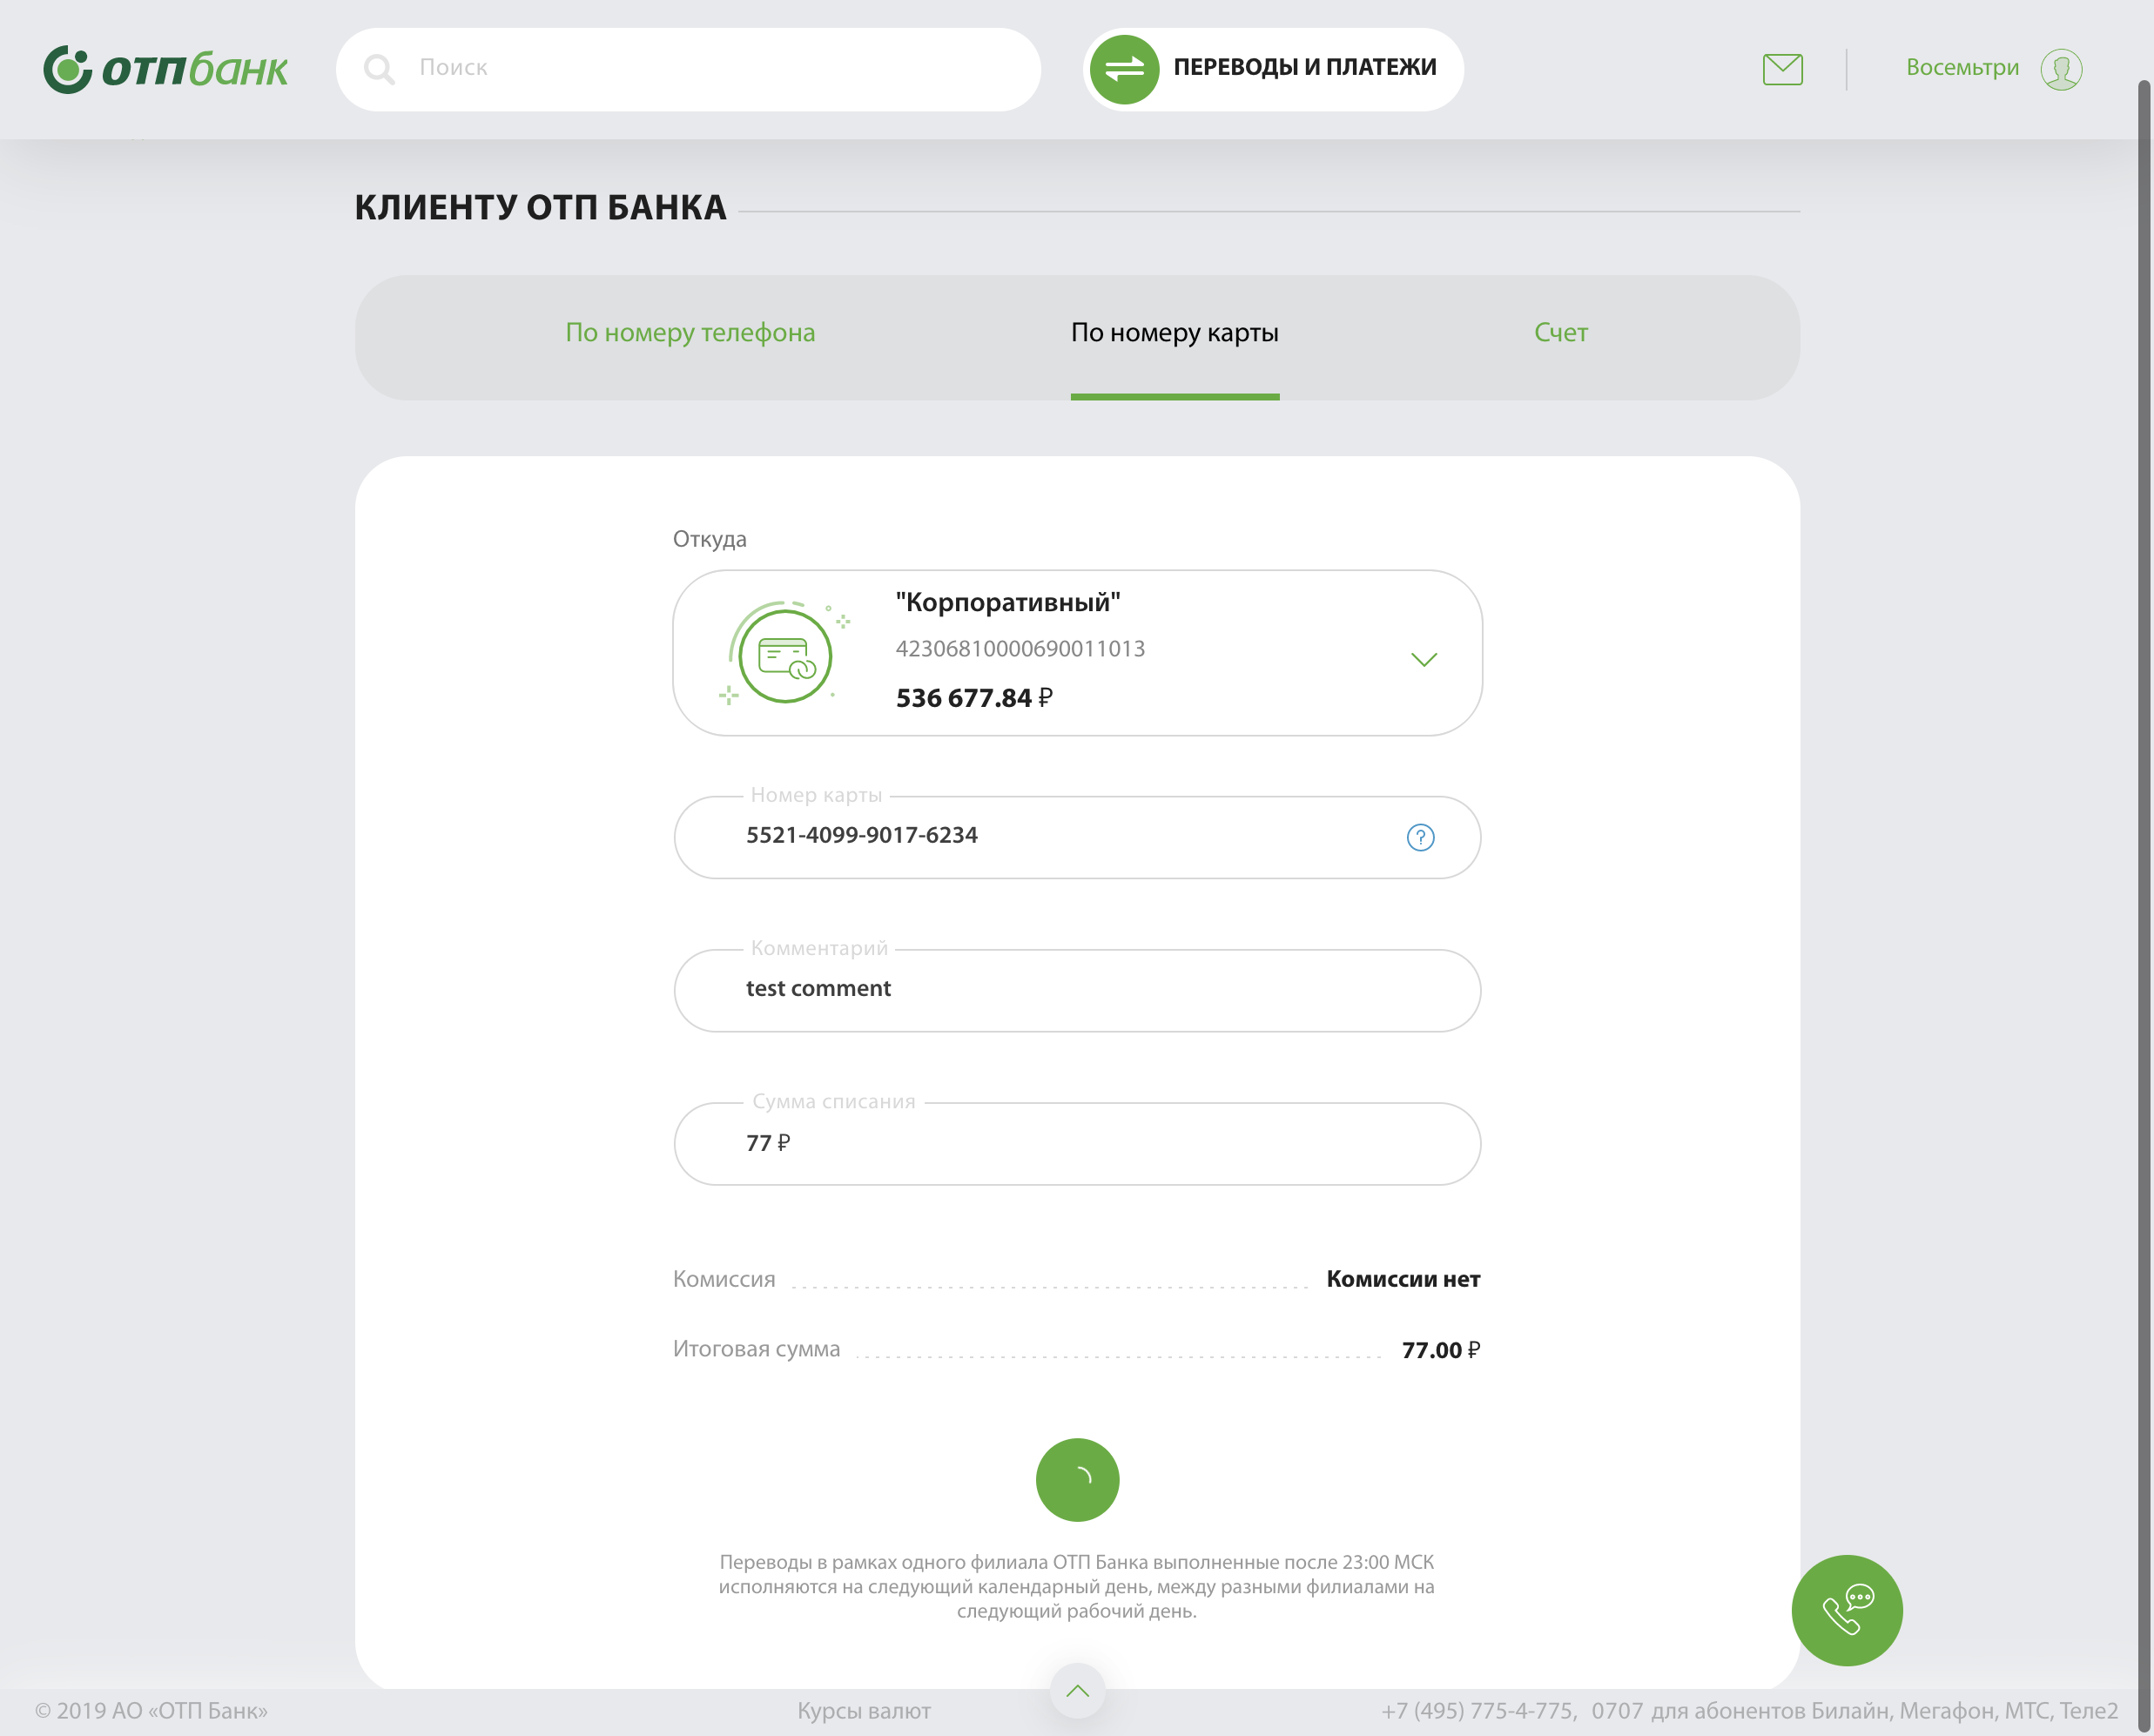 отпбанк
Поиск
ПЕРЕВОДЫ И ПЛАТЕЖИ
Восемьтри
КЛИЕНТУ ОТП БАНКА
По номеру телефона
По номеру карты
Счет
Откуда
"Корпоративный"
42306810000690011013
536 677.84 ₽
Номер карты
5521-4099-9017-6234
?
Комментарий
test comment
Сумма списания
77 ₽
Комиссия
Комиссии нет
Итоговая сумма
77.00 ₽
Переводы в рамках одного филиала ОТП Банка выполненные после 23:00 МСК
исполняются на следующий календарный день, между разными филиалами на
следующий рабочий день.
© 2019 АО «ОТП Банк»
Курсы валют
+7 (495) 775-4-775, 0707 для абонентов Билайн, Мегафон, МТС, Теле2